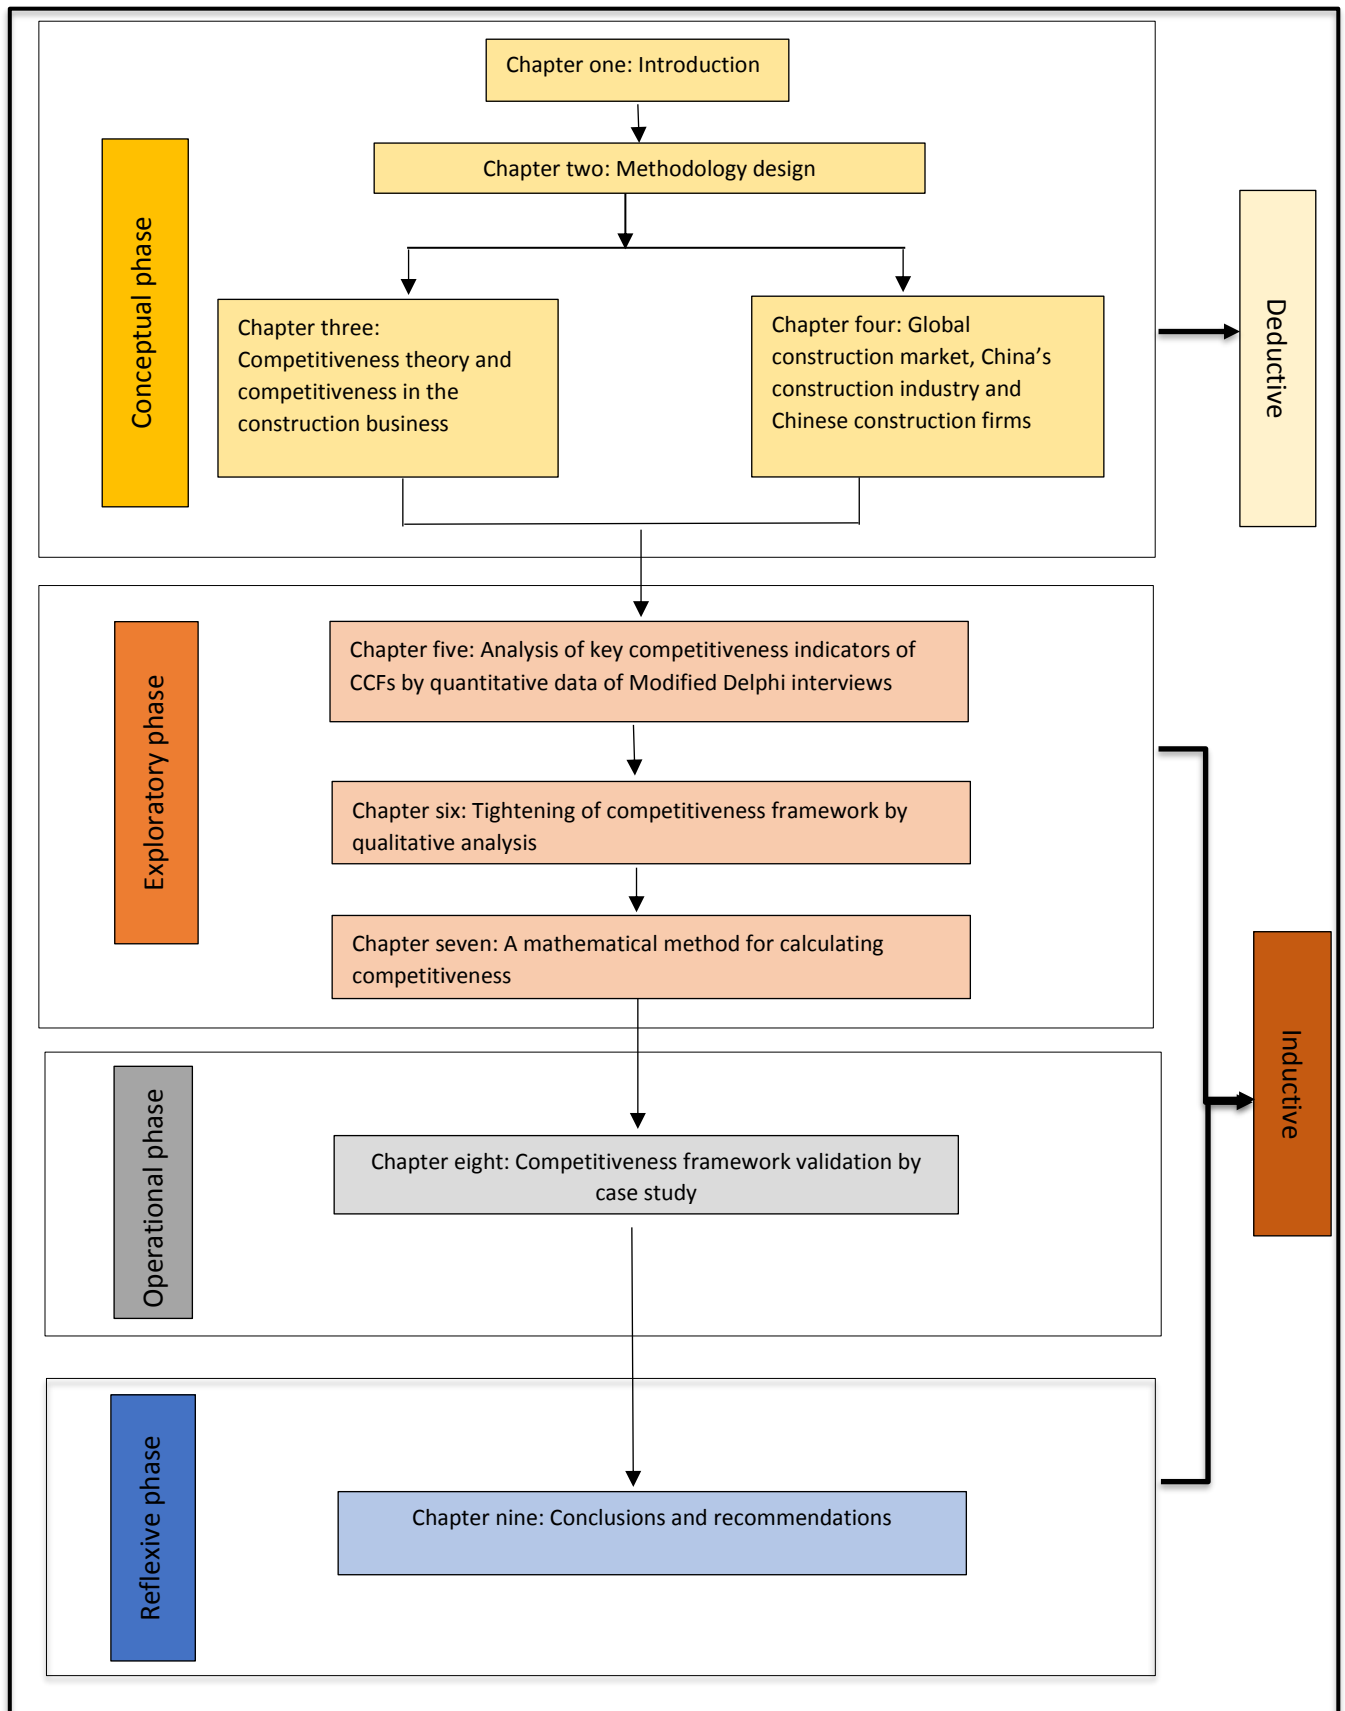 Chapter one: Introduction
Chapter two: Methodology design
Conceptual phase
Chapter three:
Competitiveness theory and
competitiveness in the
construction business
Chapter four: Global
construction market, China’s
construction industry and
Chinese construction firms
Deductive
Exploratory phase
Chapter five: Analysis of key competitiveness indicators of
CCFs by quantitative data of Modified Delphi interviews
Chapter six: Tightening of competitiveness framework by
qualitative analysis
Chapter seven: A mathematical method for calculating
competitiveness
Inductive
Operational phase
Chapter eight: Competitiveness framework validation by
case study
Reflexive phase
Chapter nine: Conclusions and recommendations